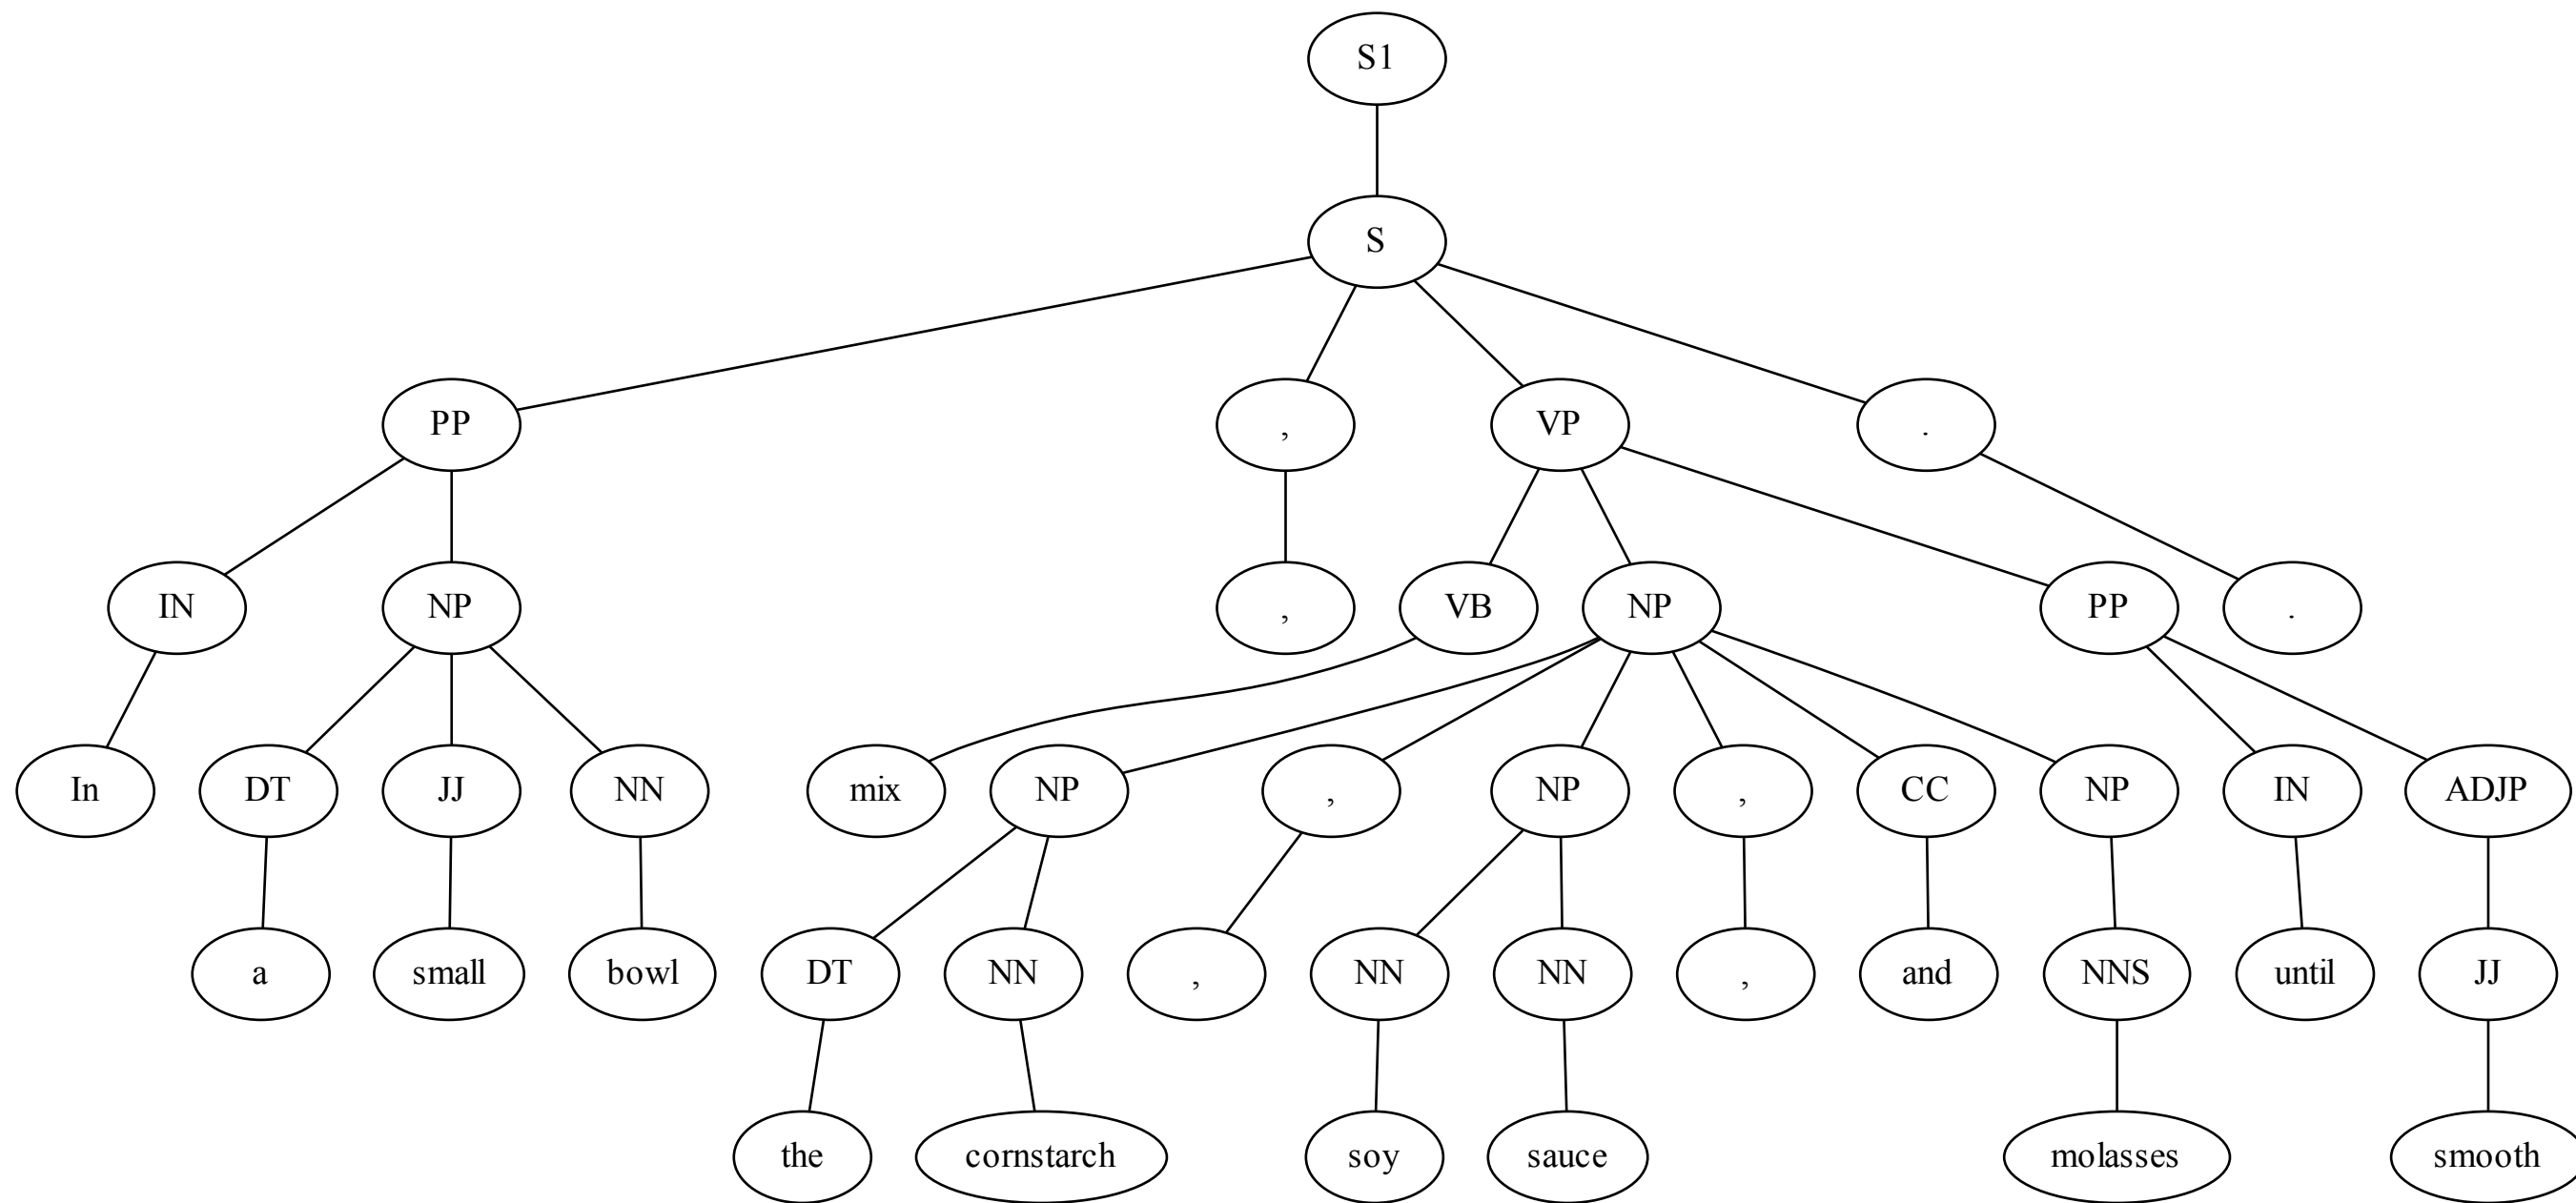 S1
S
PP , VP .
IN NP , VB NP PP .
In DT JJ NN mix NP , NP , CC NP IN ADJP
a small bowl DT NN , NN NN , and NNS until JJ
the cornstarch soy sauce molasses smooth